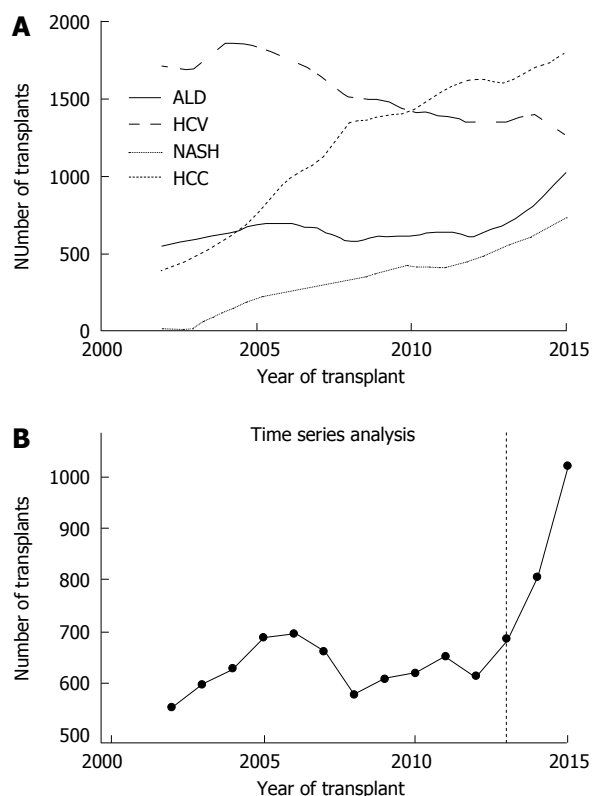 A
NUmber of transplants
2000
1500
1000
500
0
ALD
HCV
NASH
HCC
2000 2005 2010 2015
Year of transplant
B
Time series analysis
Number of transplants
1000
900
800
700
600
500
2000 2005 2010 2015
Year of transplant